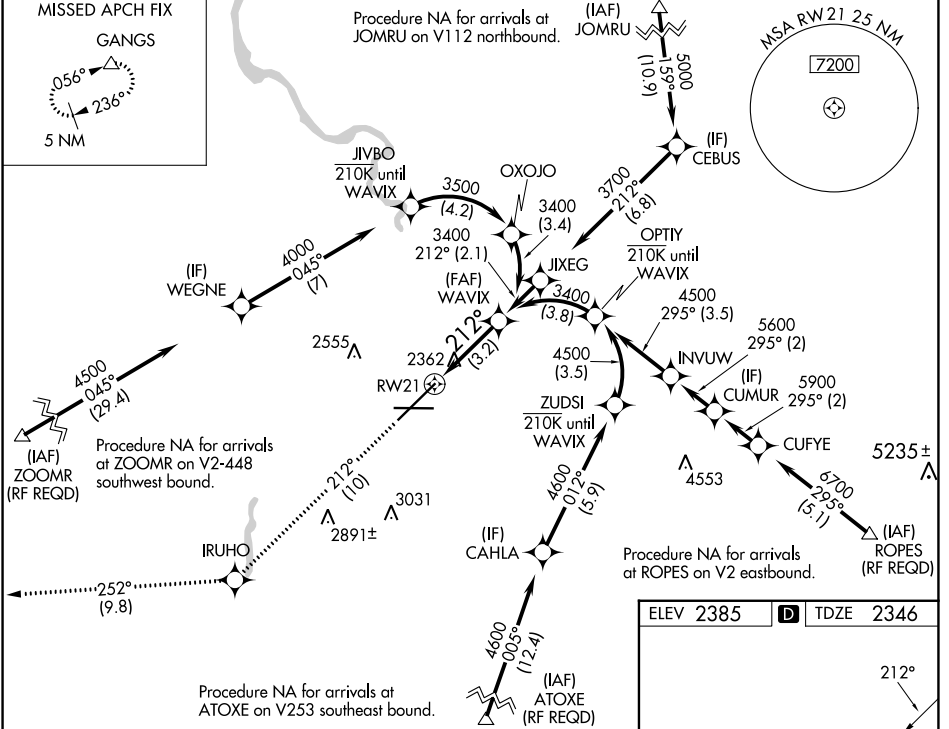 MISSED APCH FIX
GANGS
056°
236°
5 NM
Procedure NA for arrivals at
JOMRU on V112 northbound.
(IAF)
JOMRU
5000
159°
(10.9)
MSA RW21 25 NM
7200
(IF)
CEBUS
3700
212°
(6.8)
JIVBO
210K until
WAVIX
3500
(4.2)
OXOJO
3400
(3.4)
3400
212° (2.1)
OPTIY
210K until
WAVIX
JIXEG
(FAF)
WAVIX
3400
(3.8)
4000
045°
(7)
(IF)
WEGNE
4500
295° (3.5)
5600
295° (2)
INVUW
(IF)
CUMUR
5900
295° (2)
CUFYE
2555
2362
212°
(3.2)
RW21
4500
(3.5)
ZUDSI
210K until
WAVIX
4500
045°
(29.4)
(IAF)
ZOOMR
(RF REQD)
Procedure NA for arrivals
at ZOOMR on V2-448
southwest bound.
4553
5235±
6700
295°
(5.1)
(IAF)
ROPES
(RF REQD)
212°
(10)
3031
2891±
4600
012°
(5.9)
(IF)
CAHLA
Procedure NA for arrivals
at ROPES on V2 eastbound.
IRUHO
252°
(9.8)
4600
005°
(12.4)
(IAF)
ATOXE
(RF REQD)
Procedure NA for arrivals at
ATOXE on V253 southeast bound.
ELEV 2385 D TDZE 2346
212°